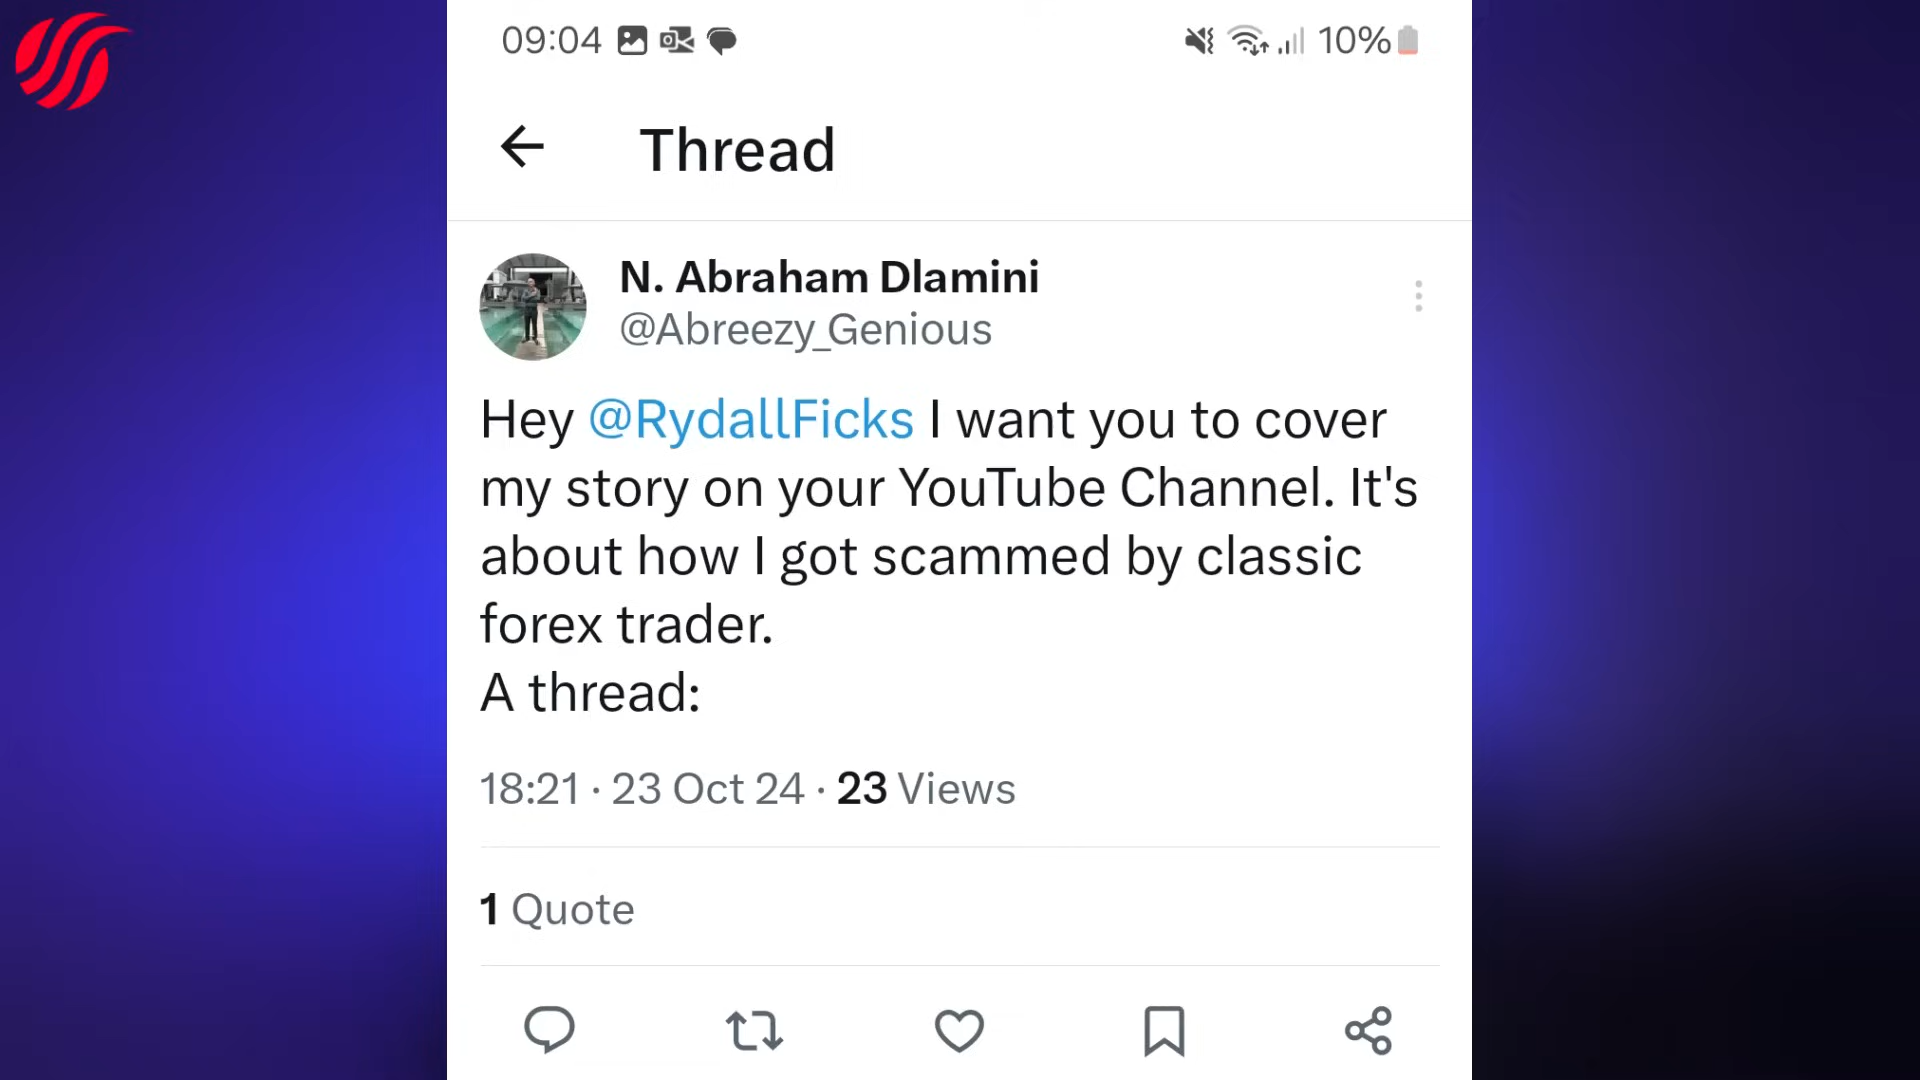 09:04
10%
Thread
N. Abraham Dlamini
@Abreezy_Genious
Hey @RydallFicks I want you to cover
my story on your YouTube Channel. It's
about how I got scammed by classic
forex trader.
A thread:
18:21 · 23 Oct 24 · 23 Views
1 Quote